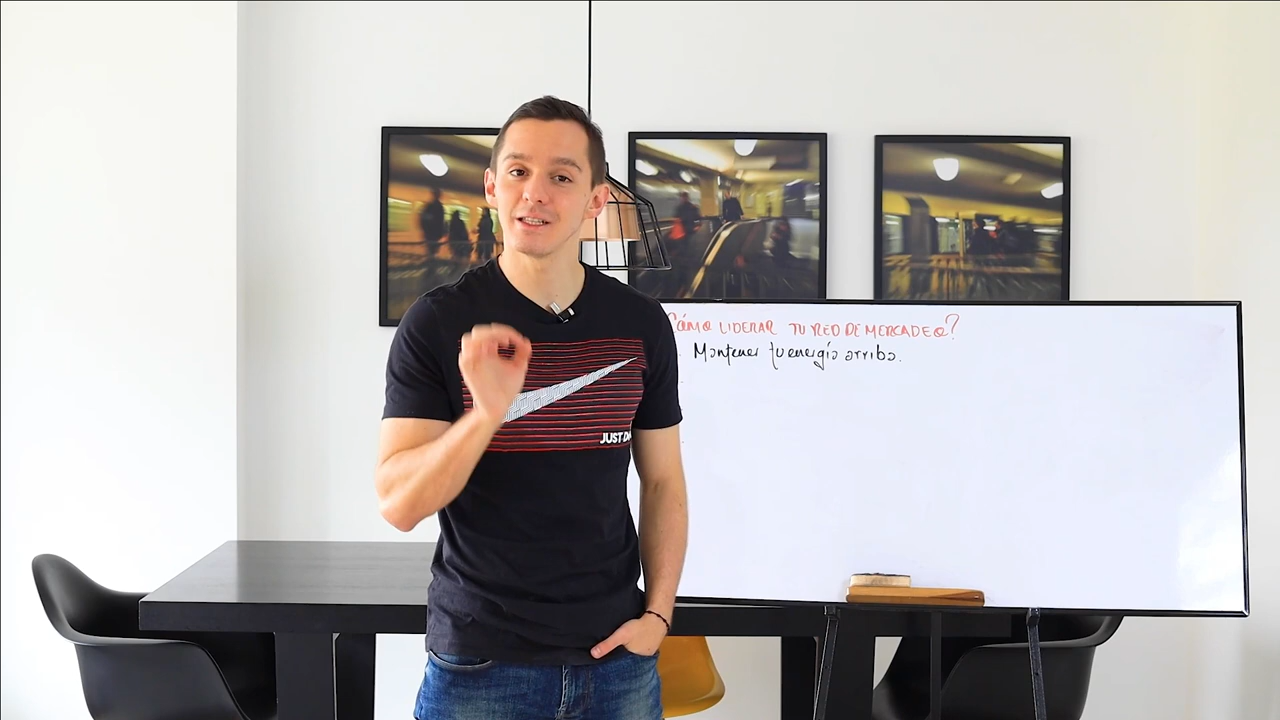 Cómo LIDERAR TU RED DE MERCADEO?
. Mantener tu energía arriba.
JUST D